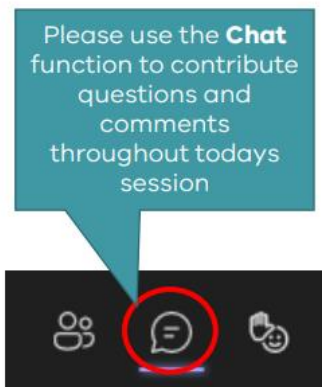 Please use the Chat
function to contribute
questions and
comments
throughout todays
session